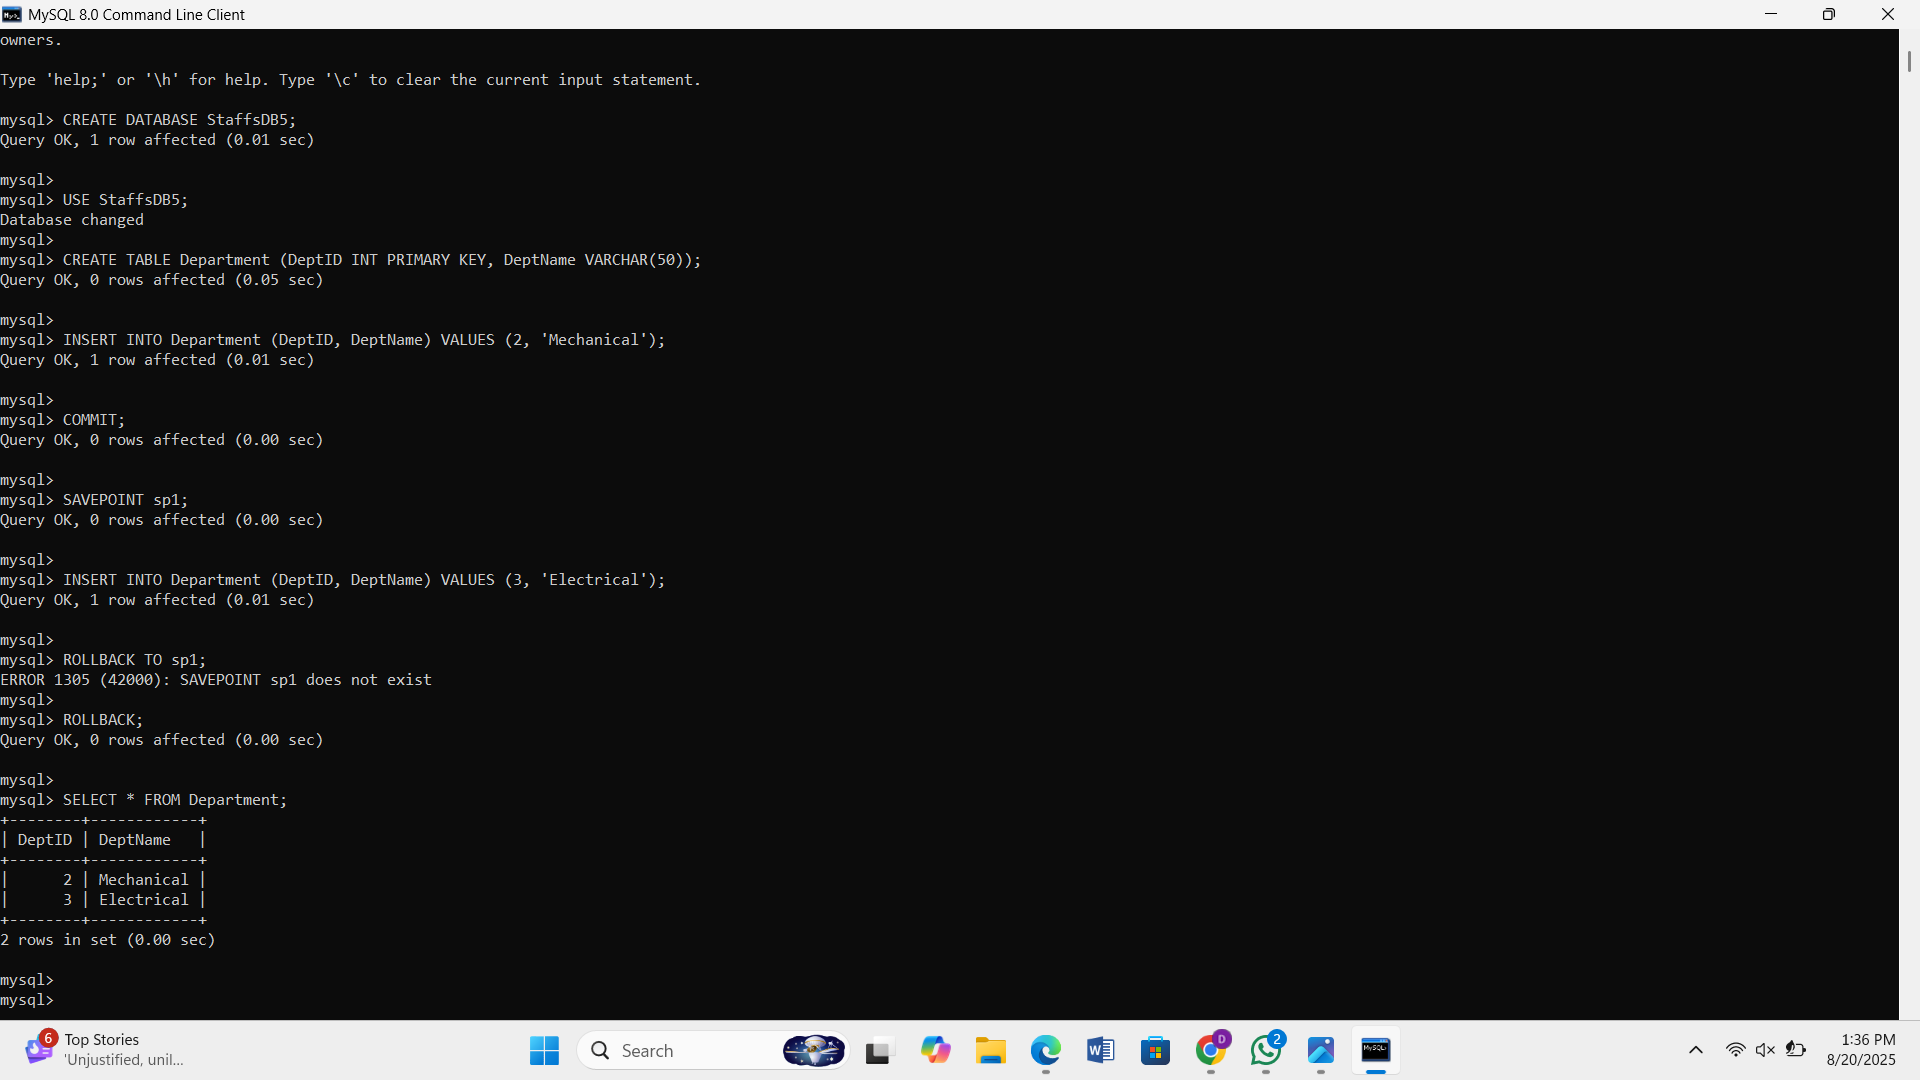 MySQL 8.0 Command Line Client
owners.
Type 'help;' or '\h' for help. Type '\c' to clear the current input statement.
mysql> CREATE DATABASE StaffsDB5;
Query OK, 1 row affected (0.01 sec)
mysql>
mysql> USE StaffsDB5;
Database changed
mysql>
mysql> CREATE TABLE Department (DeptID INT PRIMARY KEY, DeptName VARCHAR(50));
Query OK, 0 rows affected (0.05 sec)
mysql>
mysql> INSERT INTO Department (DeptID, DeptName) VALUES (2, 'Mechanical');
Query OK, 1 row affected (0.01 sec)
mysql>
mysql> COMMIT;
Query OK, 0 rows affected (0.00 sec)
mysql>
mysql> SAVEPOINT sp1;
Query OK, 0 rows affected (0.00 sec)
mysql>
mysql> INSERT INTO Department (DeptID, DeptName) VALUES (3, 'Electrical');
Query OK, 1 row affected (0.01 sec)
mysql>
mysql> ROLLBACK TO sp1;
ERROR 1305 (42000): SAVEPOINT sp1 does not exist
mysql>
mysql> ROLLBACK;
Query OK, 0 rows affected (0.00 sec)
mysql>
mysql> SELECT * FROM Department;
+--------+------------+
| DeptID | DeptName   |
+--------+------------+
|      2 | Mechanical |
|      3 | Electrical |
+--------+------------+
2 rows in set (0.00 sec)
mysql>
mysql>
6
Top Stories
'Unjustified, unil...
Search
D
2
MySQL
1:36 PM
8/20/2025